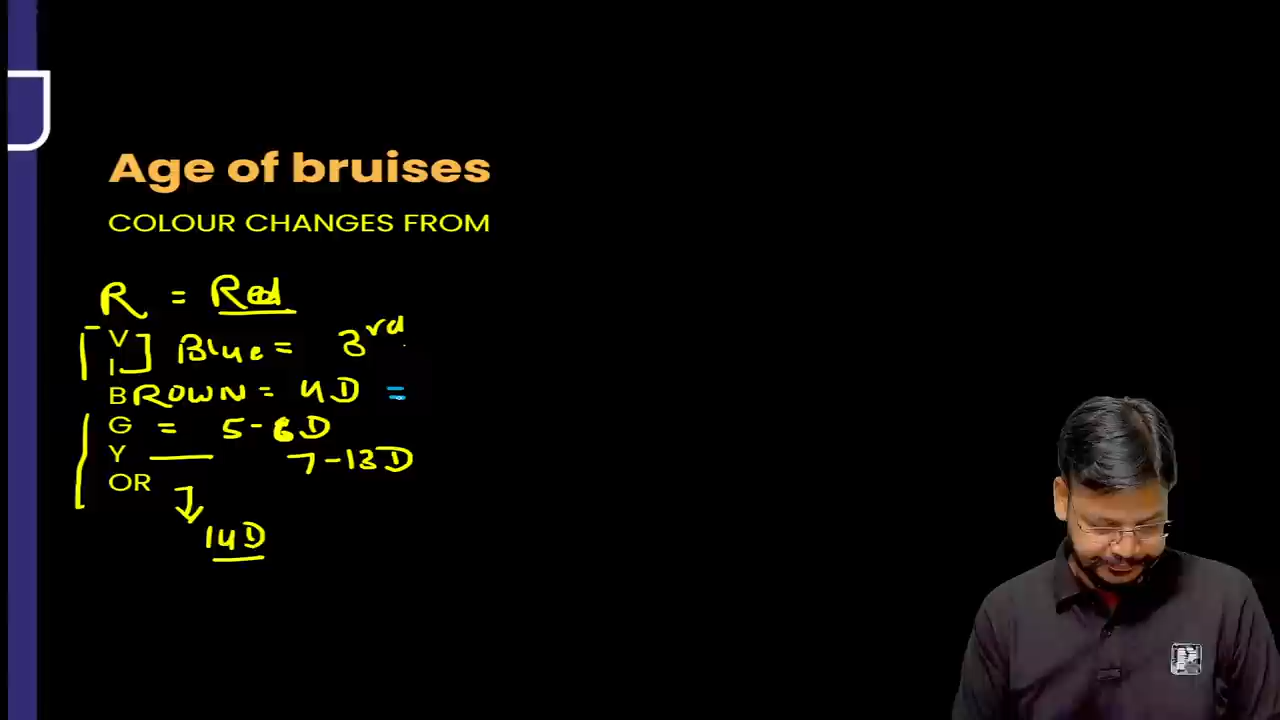 Age of bruises
COLOUR CHANGES FROM
R = Red
V
I Blue = 3rd
BROWN = 4D =
G = 5-6D
Y — 7-13D
OR
14D